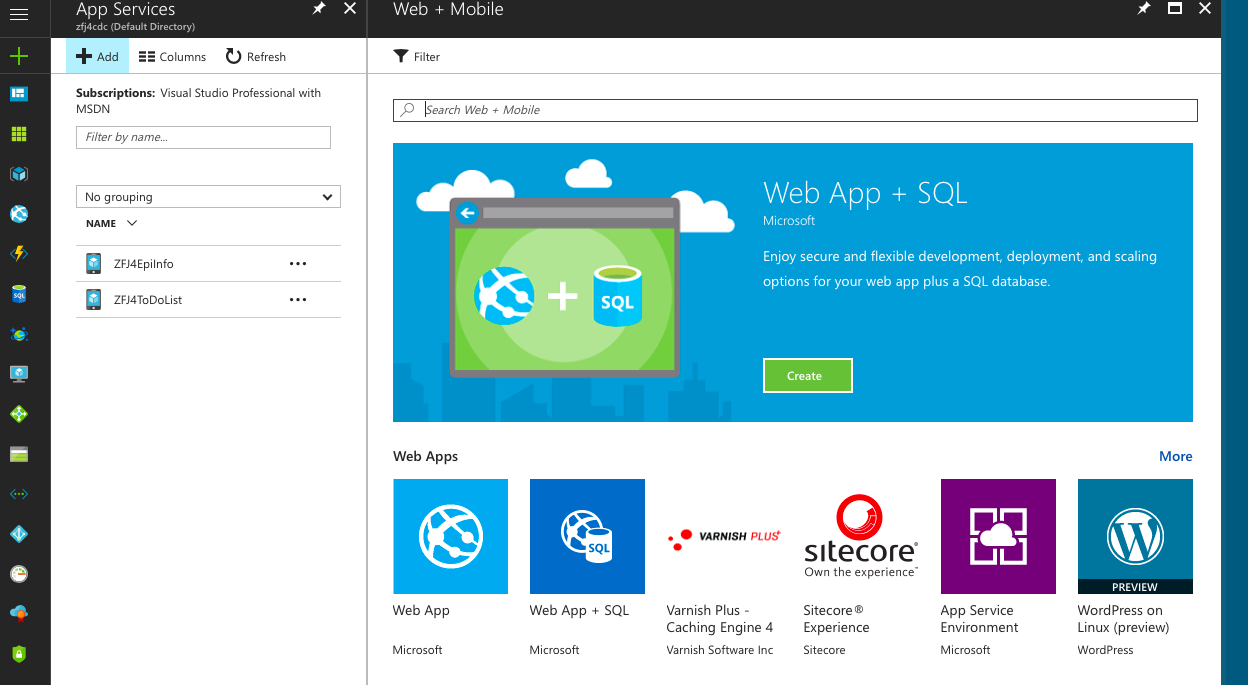 App Services
zfj4cdc (Default Directory)
Add
Columns
Refresh
Subscriptions: Visual Studio Professional with
MSDN
Filter by name...
No grouping
NAME
ZFJ4EpiInfo
ZFJ4ToDoList
SQL
Web + Mobile
Filter
Search Web + Mobile
SQL
Web App + SQL
Microsoft
Enjoy secure and flexible development, deployment, and scaling
options for your web app plus a SQL database.
Create
Web Apps
More
Web App
Microsoft
SQL
Web App + SQL
Microsoft
VARNISH PLUS+
Varnish Plus -
Caching Engine 4
Varnish Software Inc
sitecore®
Own the experience™
Sitecore®
Experience
Sitecore
App Service
Environment
Microsoft
PREVIEW
WordPress on
Linux (preview)
WordPress